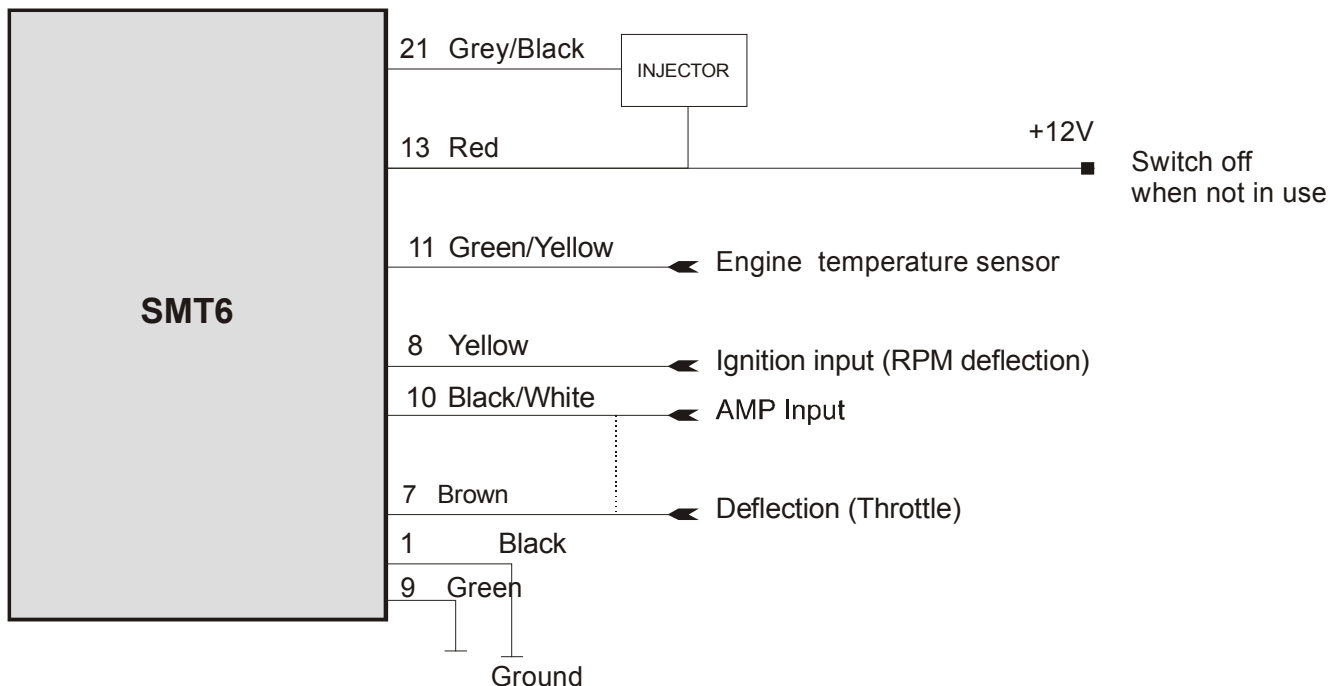 21 Grey/Black
INJECTOR
+12V
13 Red
Switch off
when not in use
11 Green/Yellow
Engine temperature sensor
SMT6
8 Yellow
Ignition input (RPM deflection)
10 Black/White
AMP Input
7 Brown
Deflection (Throttle)
1 Black
9 Green
Ground